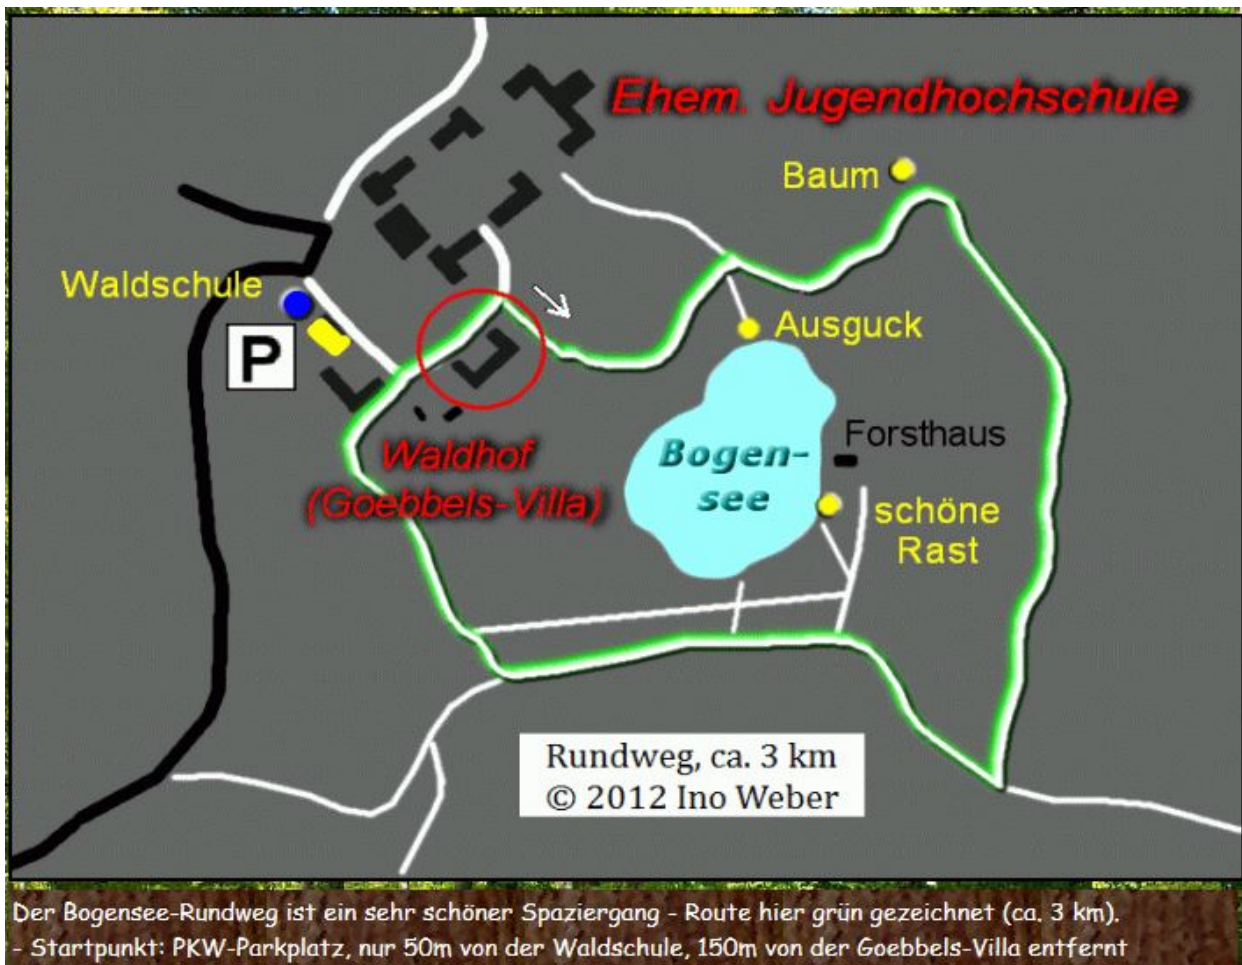 Ehem. Jugendhochschule
Baum
Waldschule
P
Ausguck
Forsthaus
Waldhof
(Goebbels-Villa)
Bogen-
see
schöne
Rast
Rundweg, ca. 3 km
© 2012 Ino Weber
Der Bogensee-Rundweg ist ein sehr schöner Spaziergang - Route hier grün gezeichnet (ca. 3 km).
- Startpunkt: PKW-Parkplatz, nur 50m von der Waldschule, 150m von der Goebbels-Villa entfernt